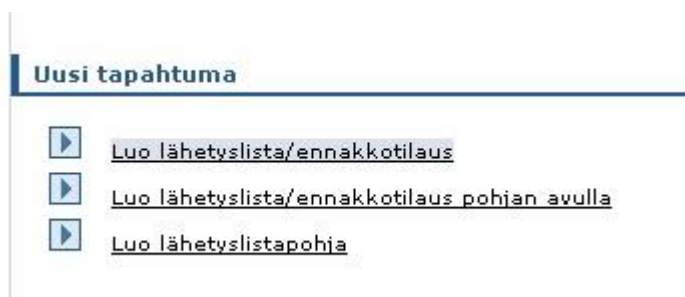 Uusi tapahtuma
Luo lähetyslista/ennakkotilaus
Luo lähetyslista/ennakkotilaus pohjan avulla
Luo lähetyslistapohja